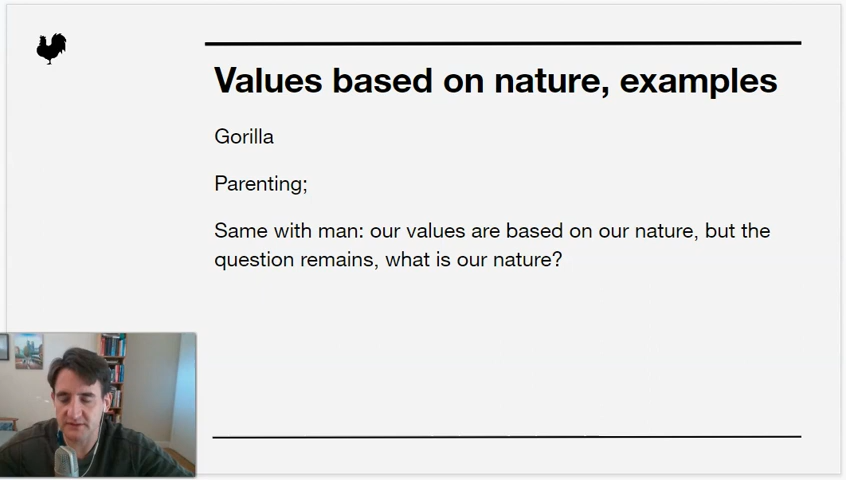 Values based on nature, examples
Gorilla
Parenting;
Same with man: our values are based on our nature, but the
question remains, what is our nature?